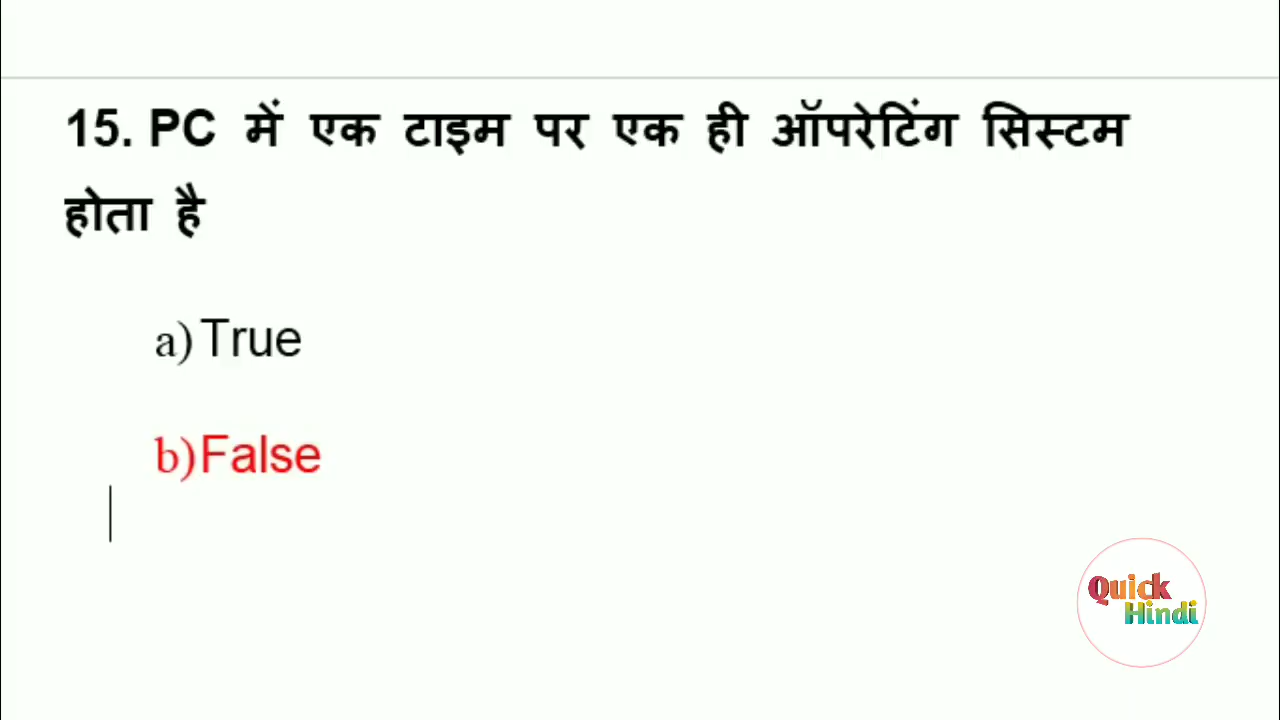 15. PC में एक टाइम पर एक ही ऑपरेटिंग सिस्टम
होता है
a) True
b) False
Quick
Hindi